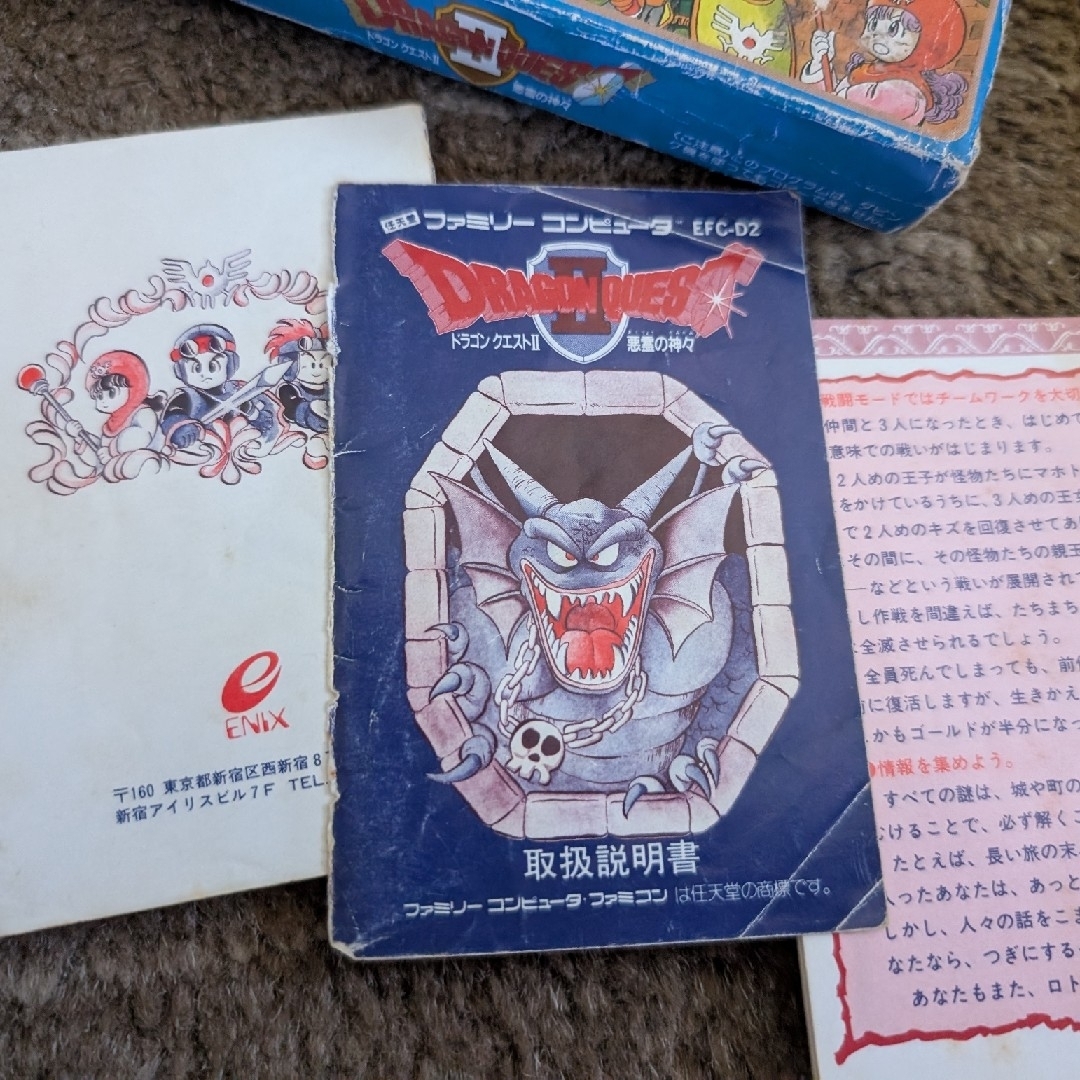 DRAGON QUEST
II
ドラゴン クエストII
悪霊の神々
任天堂 ファミリー コンピュータ™ EFC-D2
DRAGON QUEST
II
ドラゴン クエストII 悪霊の神々
取扱説明書
ファミリー コンピュータ・ファミコン は任天堂の商標です。
ENIX
〒160 東京都新宿区西新宿8
新宿アイリスビル7F TEL.
戦闘モードではチームワークを大切
仲間と3人になったとき、はじめて
意味での戦いがはじまります。
2人めの王子が怪物たちにマホト
をかけているうちに、3人めの王女
で2人めのキズを回復させてあ
その間に、その怪物たちの親王
―などという戦いが展開されて
し作戦を間違えば、たちまち
全滅させられるでしょう。
全員死んでしまっても、前
に復活しますが、生きかえ
かもゴールドが半分になっ
情報を集めよう。
すべての謎は、城や町の
むけることで、必ず解くこ
たとえば、長い旅の末
入ったあなたは、あっと
しかし、人々の話をこま
なたなら、つぎにする
あなたもまた、ロト